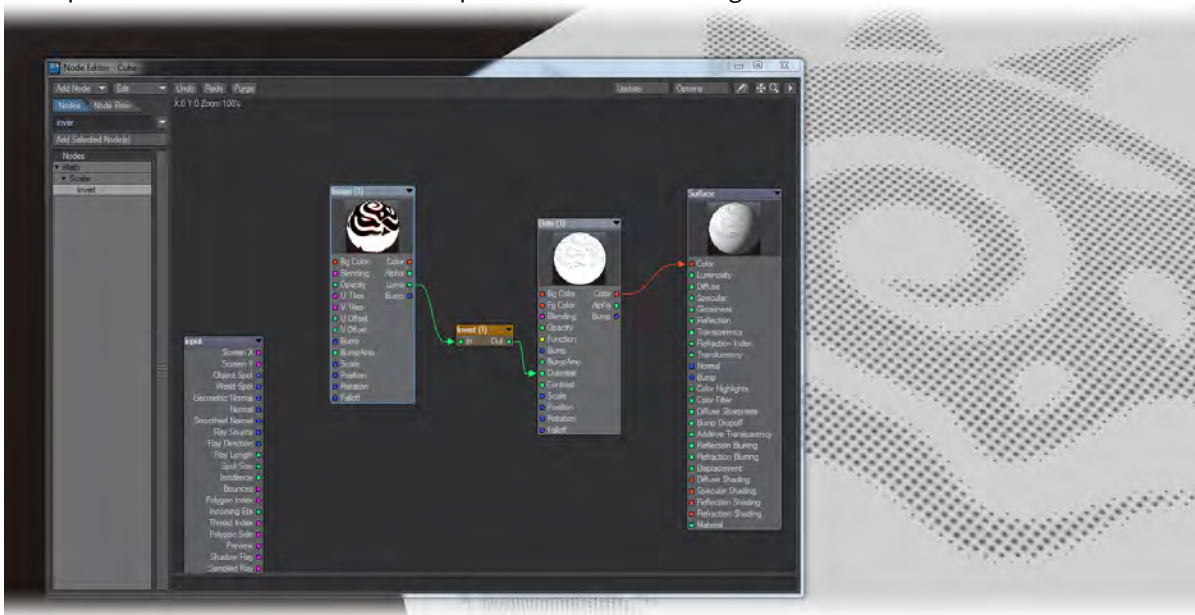 Node Editor - Cube
Add Node Edit Undo Redo Purge Update Options
Nodes Node Flow X:0 Y:0 Zoom:100%
inver
Add Selected Node(s)
Nodes
Math
Scalar
Invert
Image (1)
Bg Color Color
Blending Alpha
Opacity Luma
U Tiles Bump
V Tiles
U Offset
V Offset
Bump
BumpAmp
Scale
Position
Rotation
Falloff
Invert (1)
In Out
Dots (1)
Bg Color Color
Fg Color Alpha
Blending Bump
Opacity
Function
Bump
BumpAmp
Diameter
Contrast
Scale
Position
Rotation
Falloff
Surface
Color
Luminosity
Diffuse
Specular
Glossiness
Reflection
Transparency
Refraction Index
Translucency
Normal
Bump
Color Highlights
Color Filter
Diffuse Sharpness
Bump Dropoff
Additive Transparency
Reflection Blurring
Refraction Blurring
Displacement
Diffuse Shading
Specular Shading
Reflection Shading
Refraction Shading
Material
Input
Screen X
Screen Y
Object Spot
World Spot
Geometric Normal
Normal
Smoothed Normal
Ray Source
Ray Direction
Ray Length
Spot Size
Incidence
Bounces
Polygon Index
Incoming Eta
Thread Index
Polygon Side
Preview
Shadow Ray
Sampled Ray